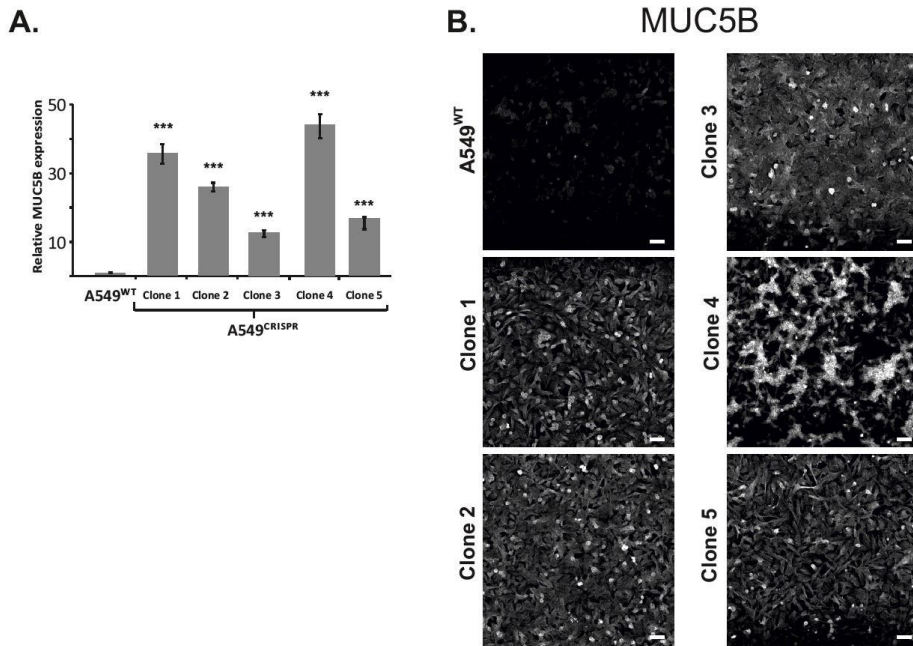 A.
Relative MUC5B expression
50
30
10
***
***
***
***
***
A549WT
Clone 1
Clone 2
Clone 3
Clone 4
Clone 5
A549CRISPR
B.
MUC5B
A549WT
Clone 1
Clone 2
Clone 3
Clone 4
Clone 5